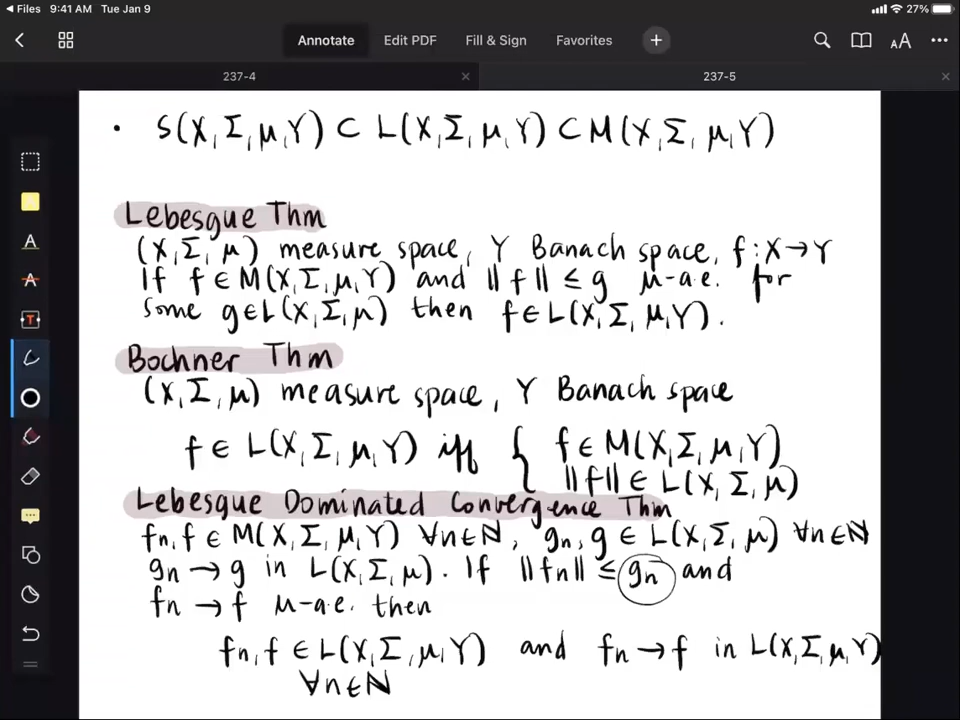 Files
9:41 AM Tue Jan 9
27%
Annotate Edit PDF Fill & Sign Favorites
AA
237-4 237-5
• S(X, Σ, μ, Y) ⊂ L(X, Σ, μ, Y) ⊂ M(X, Σ, μ, Y)
Lebesgue Thm
(X, Σ, μ) measure space, Y Banach space, f : X → Y
If f ∈ M(X, Σ, μ, Y) and ‖f‖ ≤ g μ-a.e. for
some g ∈ L(X, Σ, μ) then f ∈ L(X, Σ, μ, Y).
Bochner Thm
(X, Σ, μ) measure space, Y Banach space
f ∈ L(X, Σ, μ, Y) iff { f ∈ M(X, Σ, μ, Y)
‖f‖ ∈ L(X, Σ, μ)
Lebesgue Dominated Convergence Thm
fn, f ∈ M(X, Σ, μ, Y) ∀n∈ℕ, gn, g ∈ L(X, Σ, μ) ∀n∈ℕ
gn → g in L(X, Σ, μ). If ‖fn‖ ≤ gn and
fn → f μ-a.e. then
fn, f ∈ L(X, Σ, μ, Y) and fn → f in L(X, Σ, μ, Y)
∀n∈ℕ